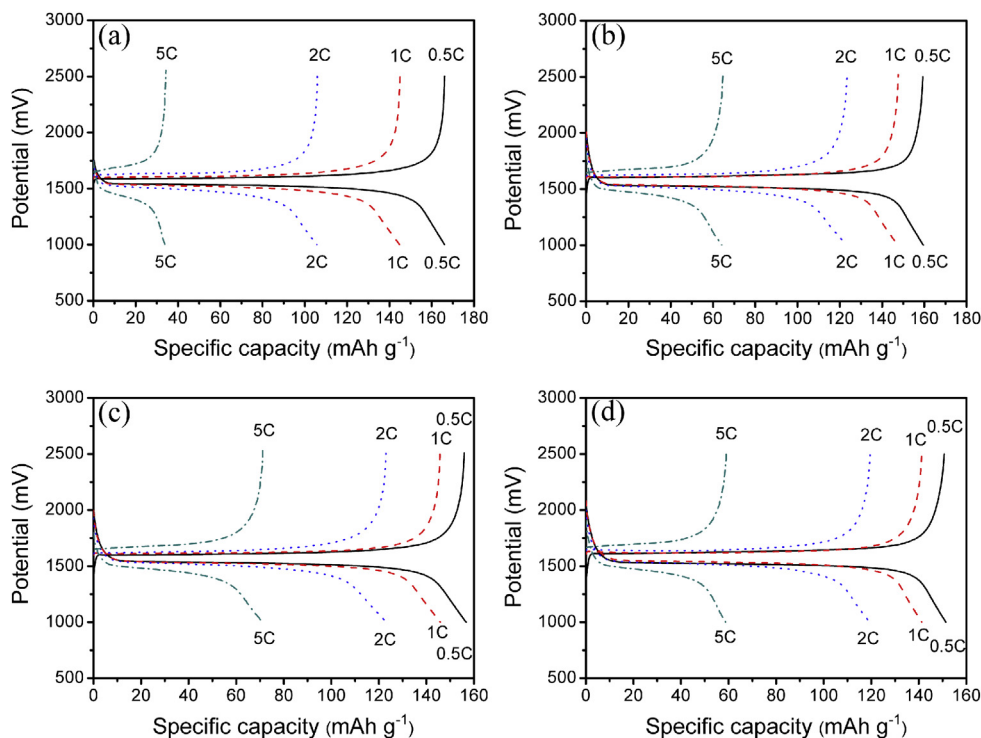 (a)
3000
2500
2000
1500
1000
500
Potential (mV)
5C
2C
1C
0.5C
5C
2C
1C
0.5C
0 20 40 60 80 100 120 140 160 180
Specific capacity (mAh g⁻¹)
(b)
3000
2500
2000
1500
1000
500
Potential (mV)
5C
2C
1C
0.5C
5C
2C
1C
0.5C
0 20 40 60 80 100 120 140 160 180
Specific capacity (mAh g⁻¹)
(c)
3000
2500
2000
1500
1000
500
Potential (mV)
5C
2C
1C
0.5C
5C
2C
1C
0.5C
0 20 40 60 80 100 120 140 160
Specific capacity (mAh g⁻¹)
(d)
3000
2500
2000
1500
1000
500
Potential (mV)
5C
2C
1C
0.5C
5C
2C
1C
0.5C
0 20 40 60 80 100 120 140 160
Specific capacity (mAh g⁻¹)